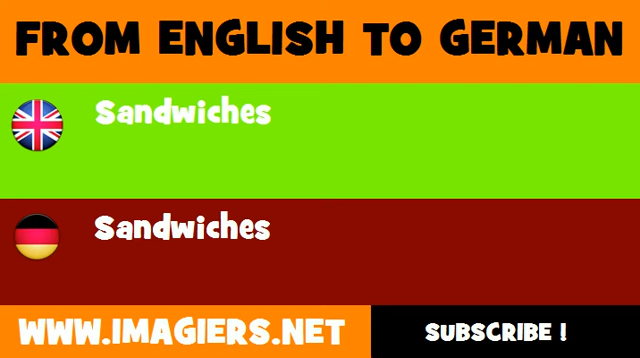 FROM ENGLISH TO GERMAN
Sandwiches
Sandwiches
WWW.IMAGIERS.NET
SUBSCRIBE !